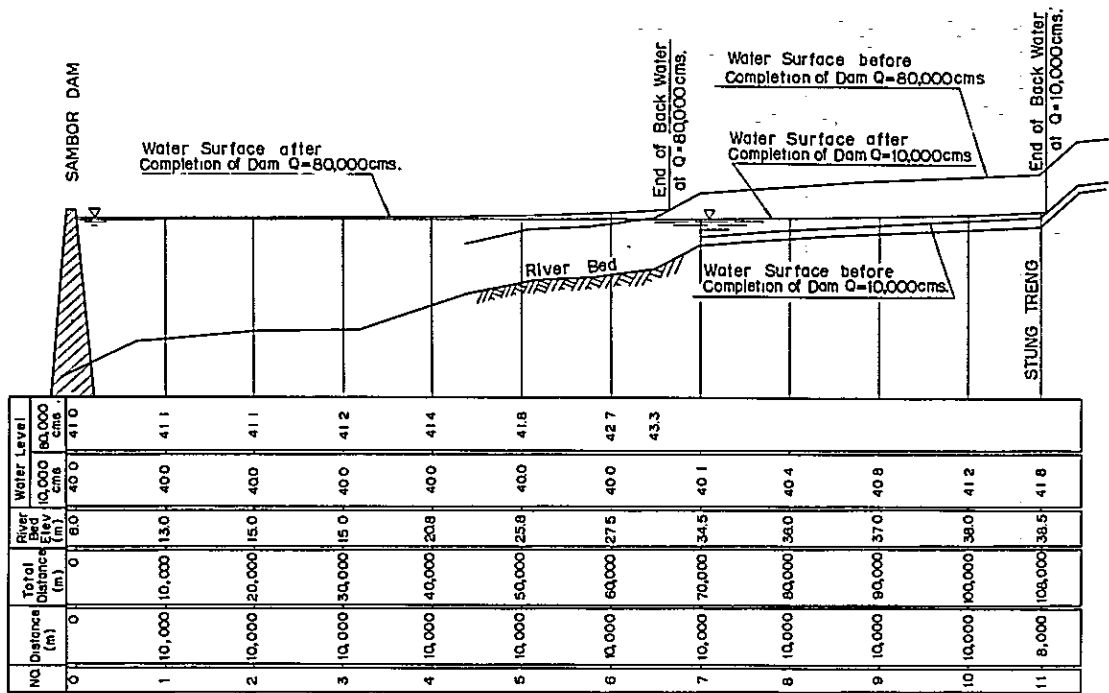 SAMBOR DAM
Water Surface after
Completion of Dam Q=80,000cms.
End of Back Water
at Q=80,000cms.
Water Surface before
Completion of Dam Q=80,000cms
Water Surface after
Completion of Dam Q=10,000cms
End of Back Water
at Q=10,000cms.
River Bed
Water Surface before
Completion of Dam Q=10,000cms.
STUNG TRENG
Water Level
80,000 cms 41.0 41.1 41.1 41.2 41.4 41.8 42.7 43.3
10,000 cms 40.0 40.0 40.0 40.0 40.0 40.0 40.0 40.1 40.4 40.8 41.2 41.8
River Bed Elev (m) 13.0 15.0 15.0 20.8 25.8 27.5 34.5 36.0 37.0 38.0 38.5
Total Distance (m) 0 10,000 20,000 30,000 40,000 50,000 60,000 70,000 80,000 90,000 100,000 108,000
Distance (m) 0 10,000 10,000 10,000 10,000 10,000 10,000 10,000 10,000 10,000 10,000 8,000
NO. 0 1 2 3 4 5 6 7 8 9 10 11